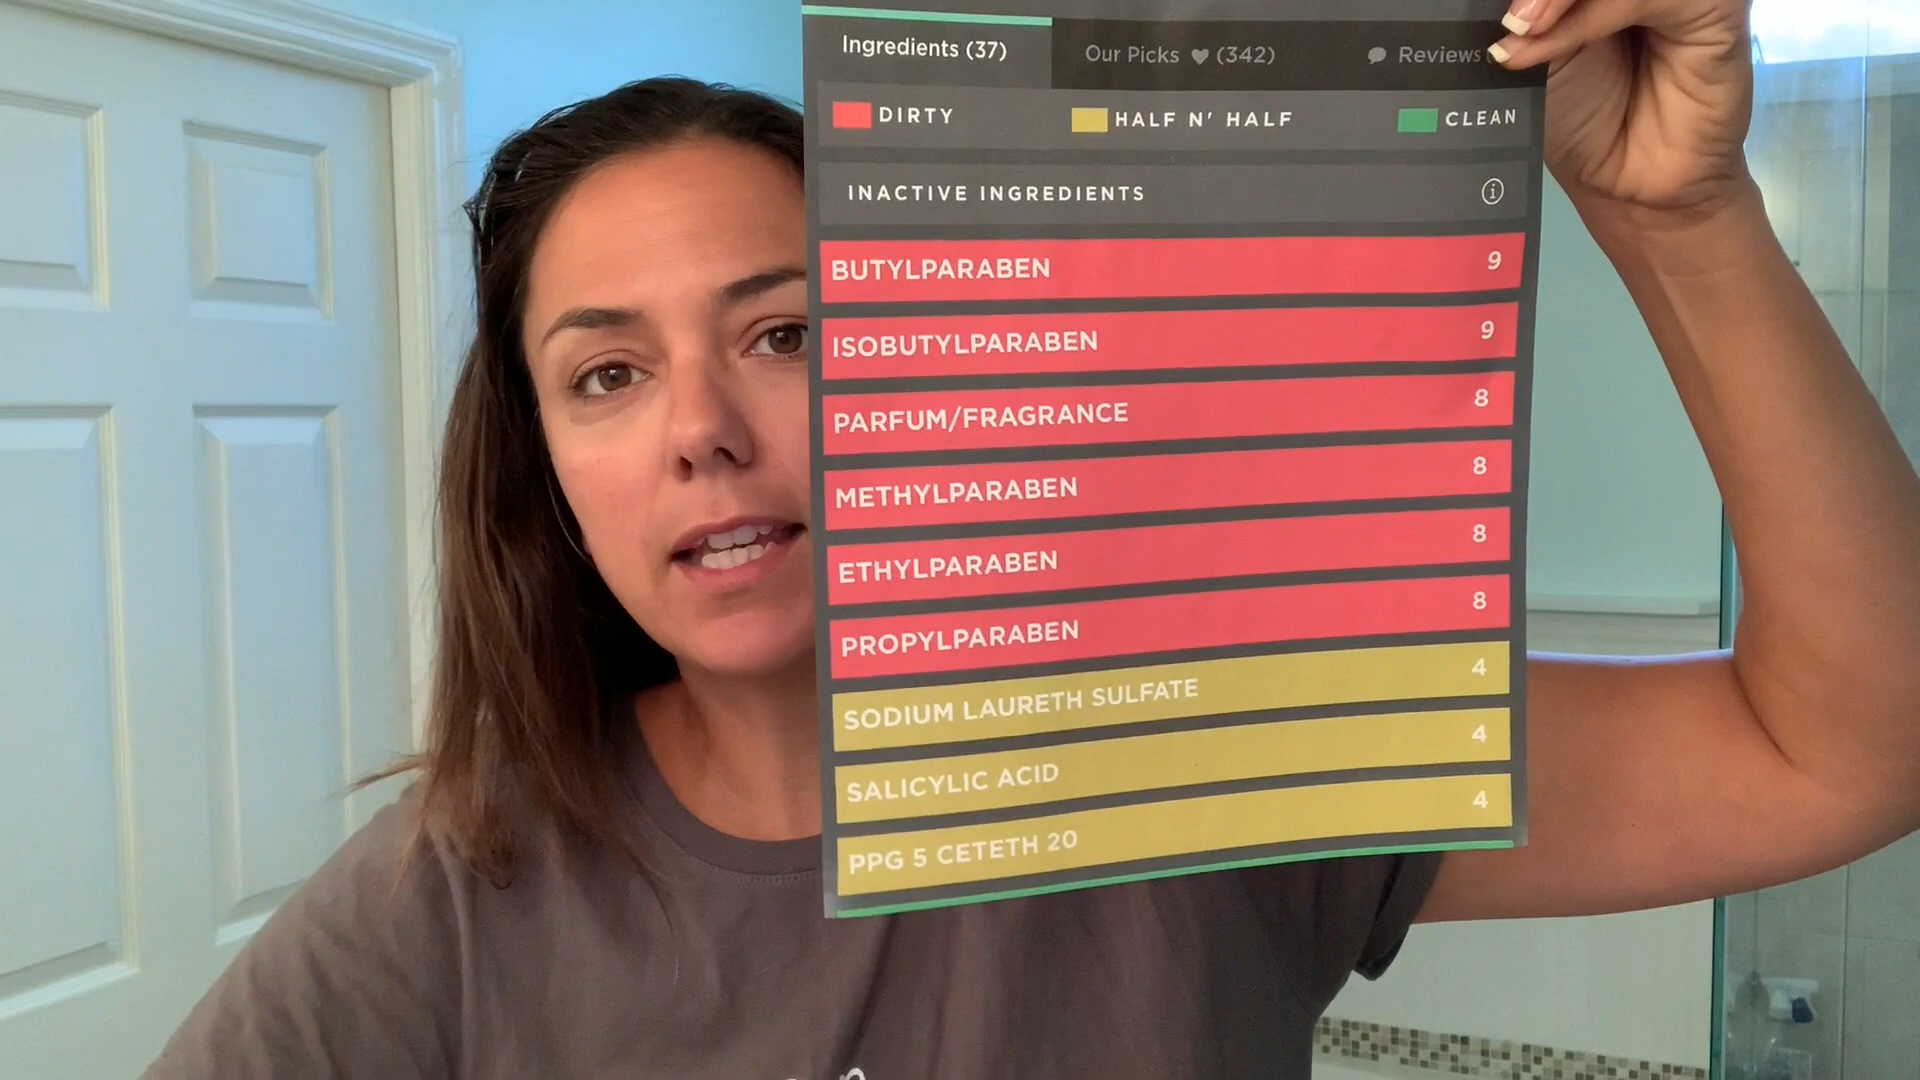 Ingredients (37)
Our Picks ♥ (342)
Reviews
DIRTY
HALF N' HALF
CLEAN
INACTIVE INGREDIENTS
BUTYLPARABEN 9
ISOBUTYLPARABEN 9
PARFUM/FRAGRANCE 8
METHYLPARABEN 8
ETHYLPARABEN 8
PROPYLPARABEN 8
SODIUM LAURETH SULFATE 4
SALICYLIC ACID 4
PPG 5 CETETH 20 4